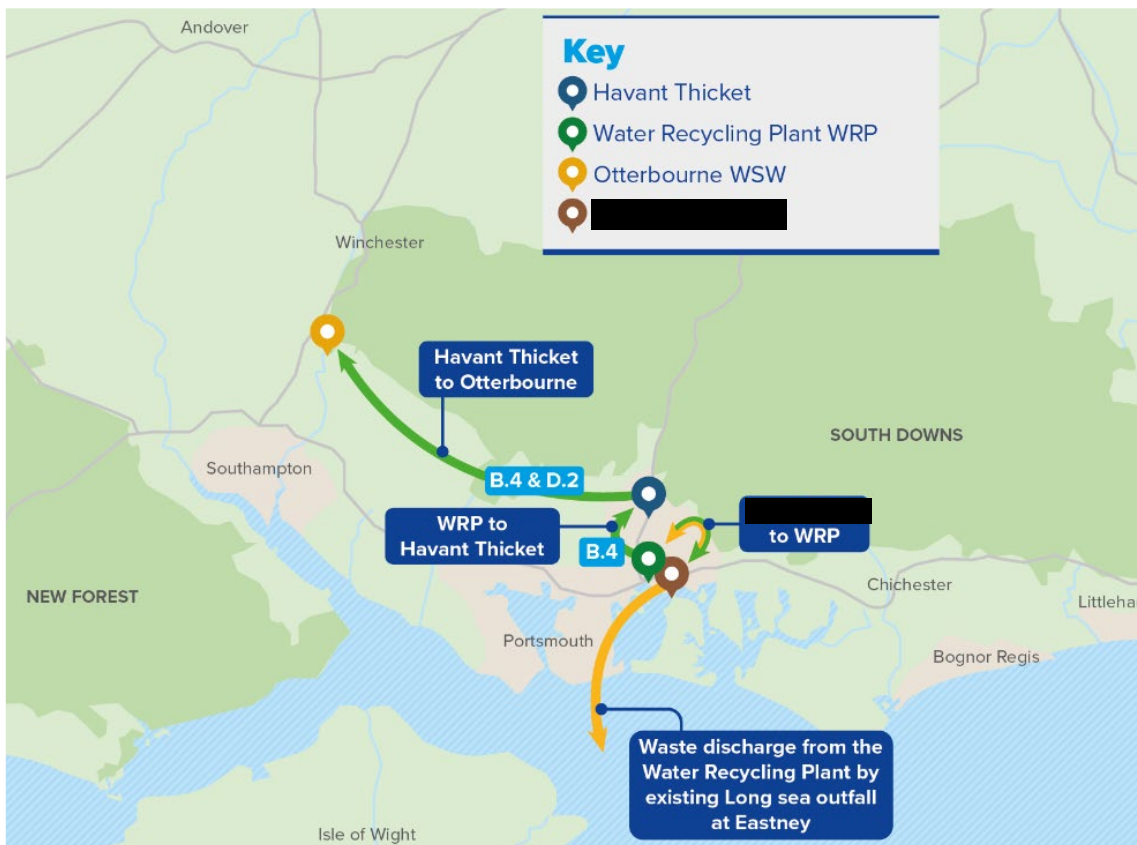 Andover
Key
Havant Thicket
Water Recycling Plant WRP
Otterbourne WSW
Winchester
Havant Thicket
to Otterbourne
SOUTH DOWNS
Southampton
B.4 & D.2
WRP to
Havant Thicket
B.4
to WRP
Chichester
NEW FOREST
Portsmouth
Bognor Regis
Waste discharge from the
Water Recycling Plant by
existing Long sea outfall
at Eastney
Isle of Wight